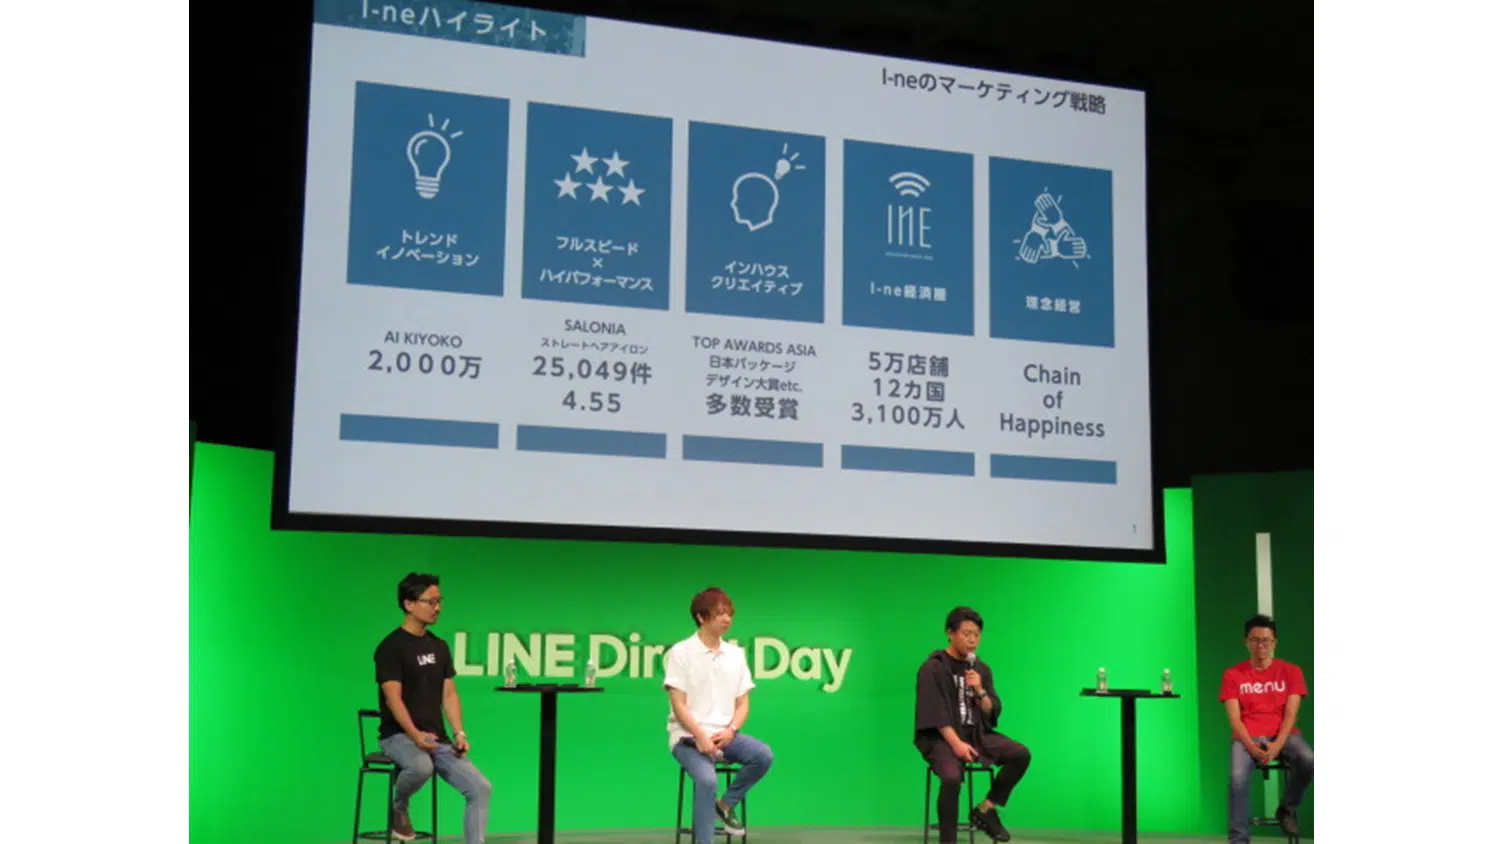 I-neハイライト
I-neのマーケティング戦略
トレンド
イノベーション
フルスピード
×
ハイパフォーマンス
インハウス
クリエイティブ
INE
I-ne経済圏
理念経営
AI KIYOKO
2,000万
SALONIA
ストレートヘアアイロン
25,049件
4.55
TOP AWARDS ASIA
日本パッケージ
デザイン大賞etc.
多数受賞
5万店舗
12カ国
3,100万人
Chain
of
Happiness
1
LINE Direct Day
LINE
menu